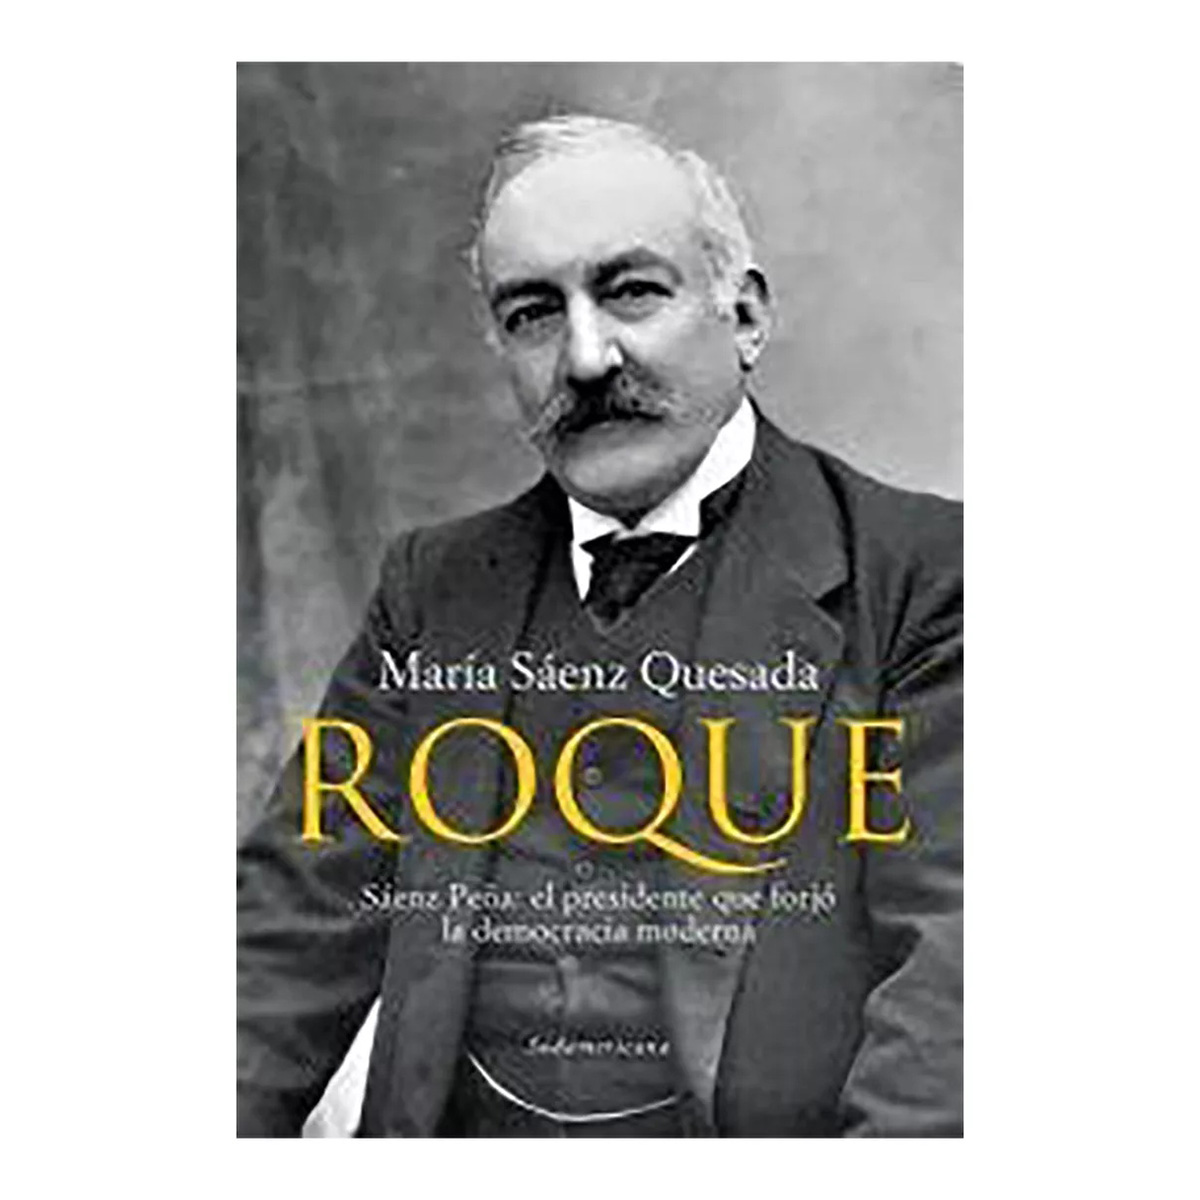 María Sáenz Quesada
ROQUE
Sáenz Peña: el presidente que forjó
la democracia moderna
Sudamericana